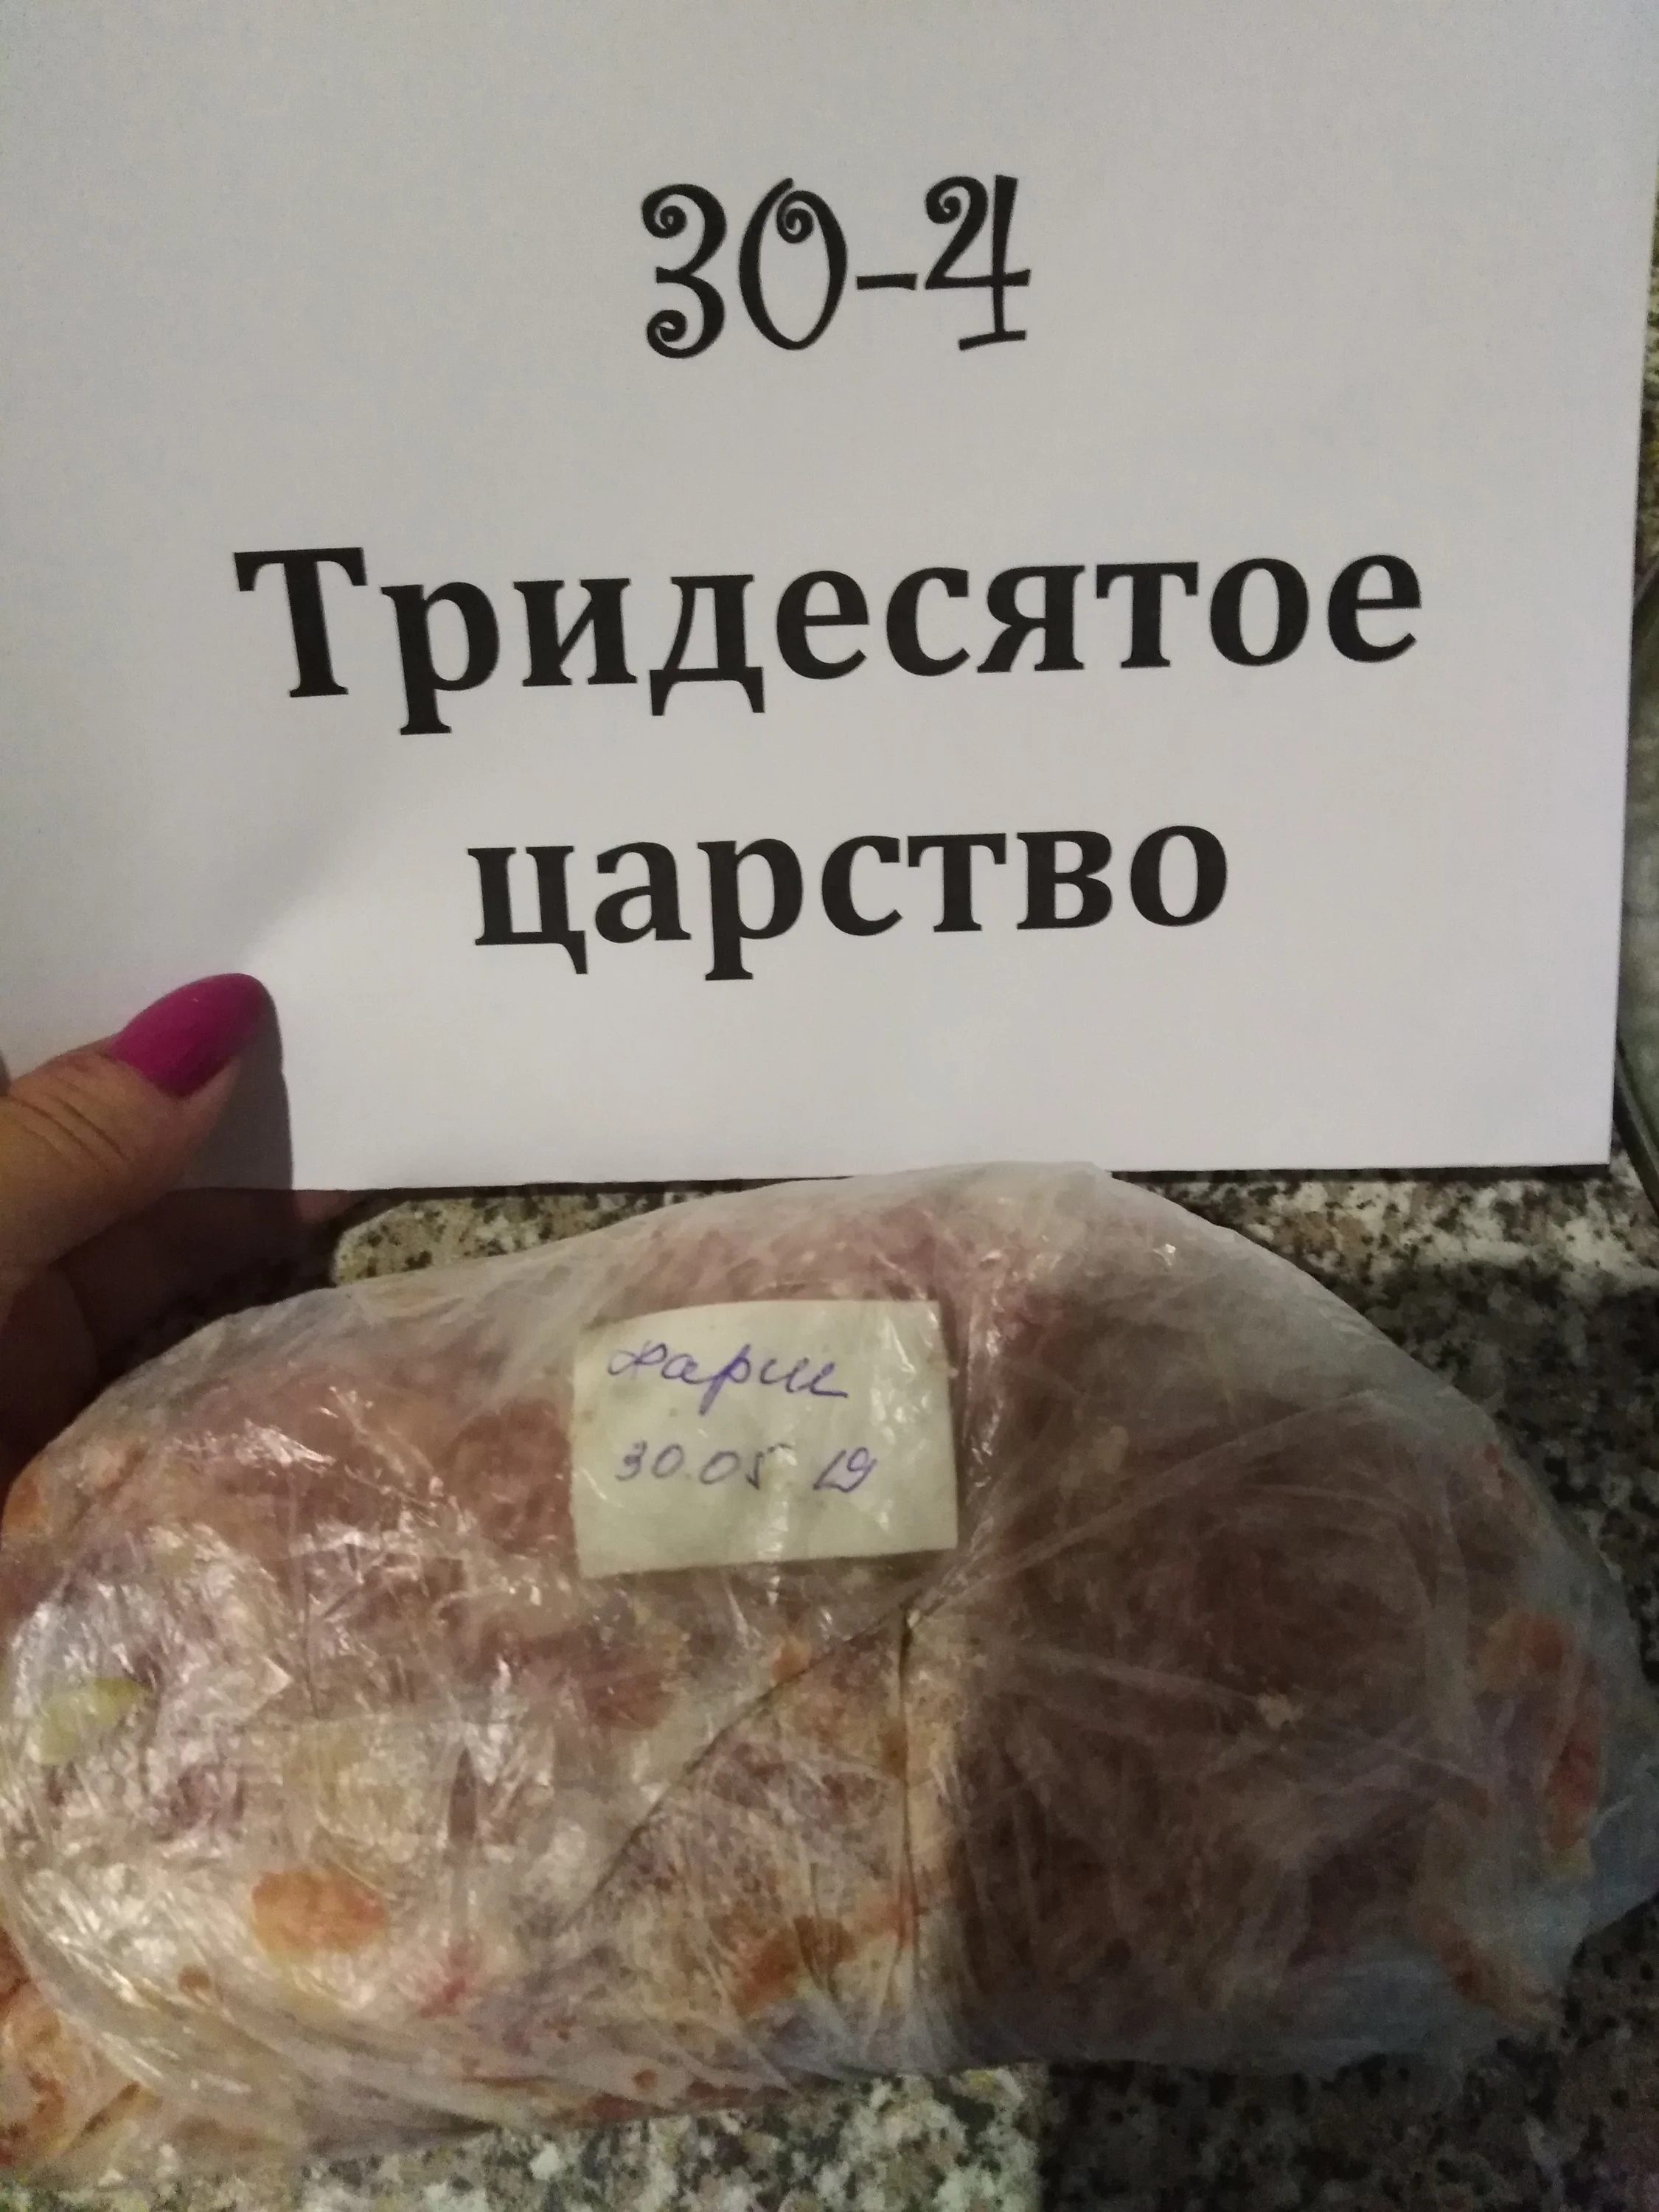 30-4
Тридесятое
царство
фарш
30.05 19